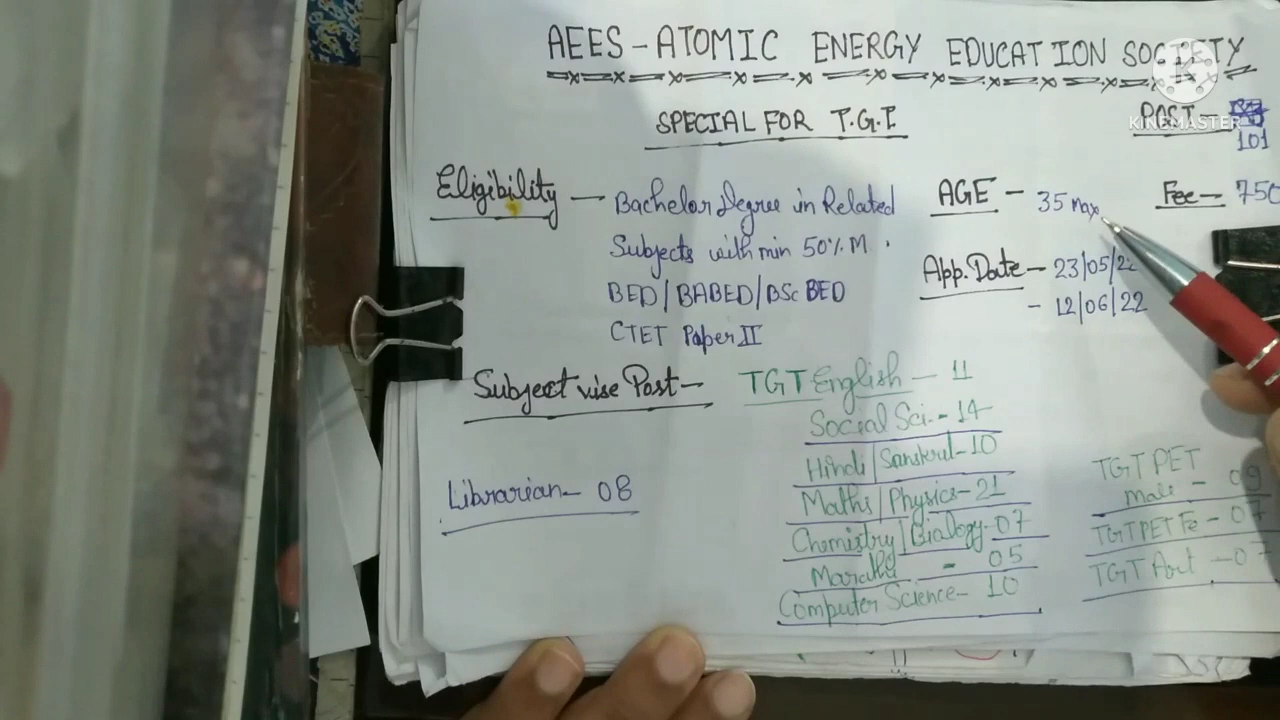 AEES - ATOMIC ENERGY EDUCATION SOCIETY
SPECIAL FOR T.G.T
POST - 101
KINEMASTER
Eligibility — Bachelor Degree in Related
Subjects with min 50% M.
BED / BABED / BSc BED
CTET Paper II
AGE - 35 max
Fee - 750
App. Date - 23/05/22
- 12/06/22
Subject wise Post -
TGT English - 11
Social Sci. - 14
Hindi / Sanskrit - 10
Maths / Physics - 21
Chemistry / Biology - 07
Marathi - 05
Computer Science - 10
Librarian - 08
TGT PET
male - 09
TGT PET Fe - 07
TGT Art - 07